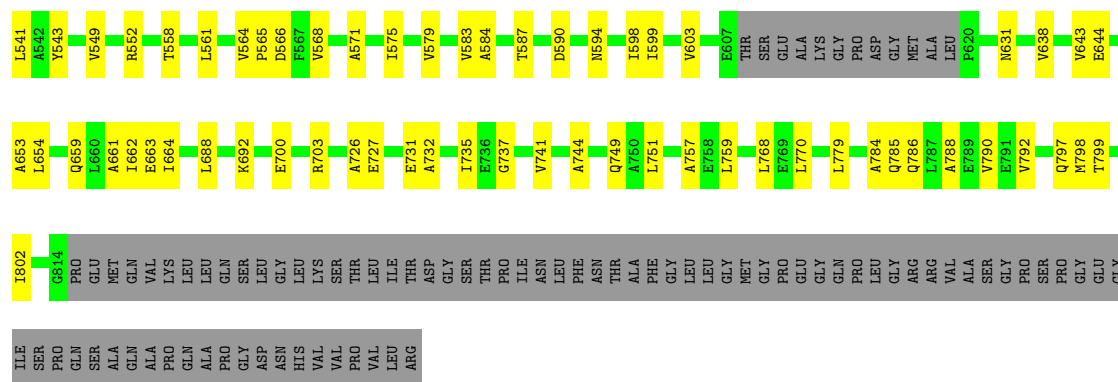 L541 A542 Y543 V549 R552 T558 L561 V564 P565 D566 F567 V568 A571 I575 V579 V583 A584 T587 D590 N594 I598 I599 V603 E607 THR SER GLU ALA LYS GLY PRO ASP GLY MET ALA LEU P620 N631 V638 V643 E644
A653 L654 Q659 L660 A661 I662 E663 I664 L688 K692 E700 R703 A726 E727 E731 A732 I735 E736 G737 V741 A744 Q749 A750 L751 A757 E758 L759 L768 E769 L770 L779 A784 Q785 Q786 L787 A788 E789 V790 E791 V792 Q797 M798 T799
I802 G814 PRO GLU MET GLN VAL LYS LEU LEU GLN SER LEU GLY LEU LYS SER THR LEU ILE THR ASP GLY SER THR PRO ILE ASN LEU PHE ASN THR ALA PHE GLY LEU LEU GLY MET GLY PRO GLU GLY GLN PRO LEU GLY ARG ARG VAL ALA SER GLY PRO SER PRO GLY GLU GLY
ILE SER PRO GLN SER ALA GLN ALA PRO GLN ALA PRO GLY ASP ASN HIS VAL VAL PRO VAL LEU ARG